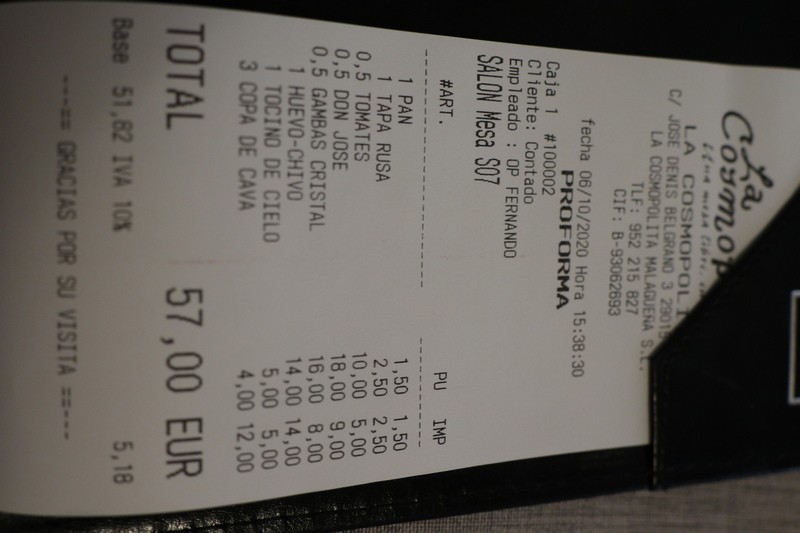 La
Cosmop
LA COSMOPOLI
C/ JOSE DENIS BELGRANO 3 29015
LA COSMOPOLITA MALAGUEÑA S.L.
TLF: 952 215 827
CIF: B-93062693
PROFORMA
fecha 06/10/2020 Hora 15:38:30
Caja 1 #100002
Cliente: Contado
Empleado : OP FERNANDO
SALON Mesa S07
#ART. PU IMP
1 PAN 1,50 1,50
1 TAPA RUSA 2,50 2,50
0,5 TOMATES 10,00 5,00
0,5 DON JOSE 18,00 9,00
0,5 GAMBAS CRISTAL 16,00 8,00
1 HUEVO-CHIVO 14,00 14,00
1 TOCINO DE CIELO 5,00 5,00
3 COPA DE CAVA 4,00 12,00
TOTAL 57,00 EUR
Base 51,82 IVA 10% 5,18
---== GRACIAS POR SU VISITA ==---